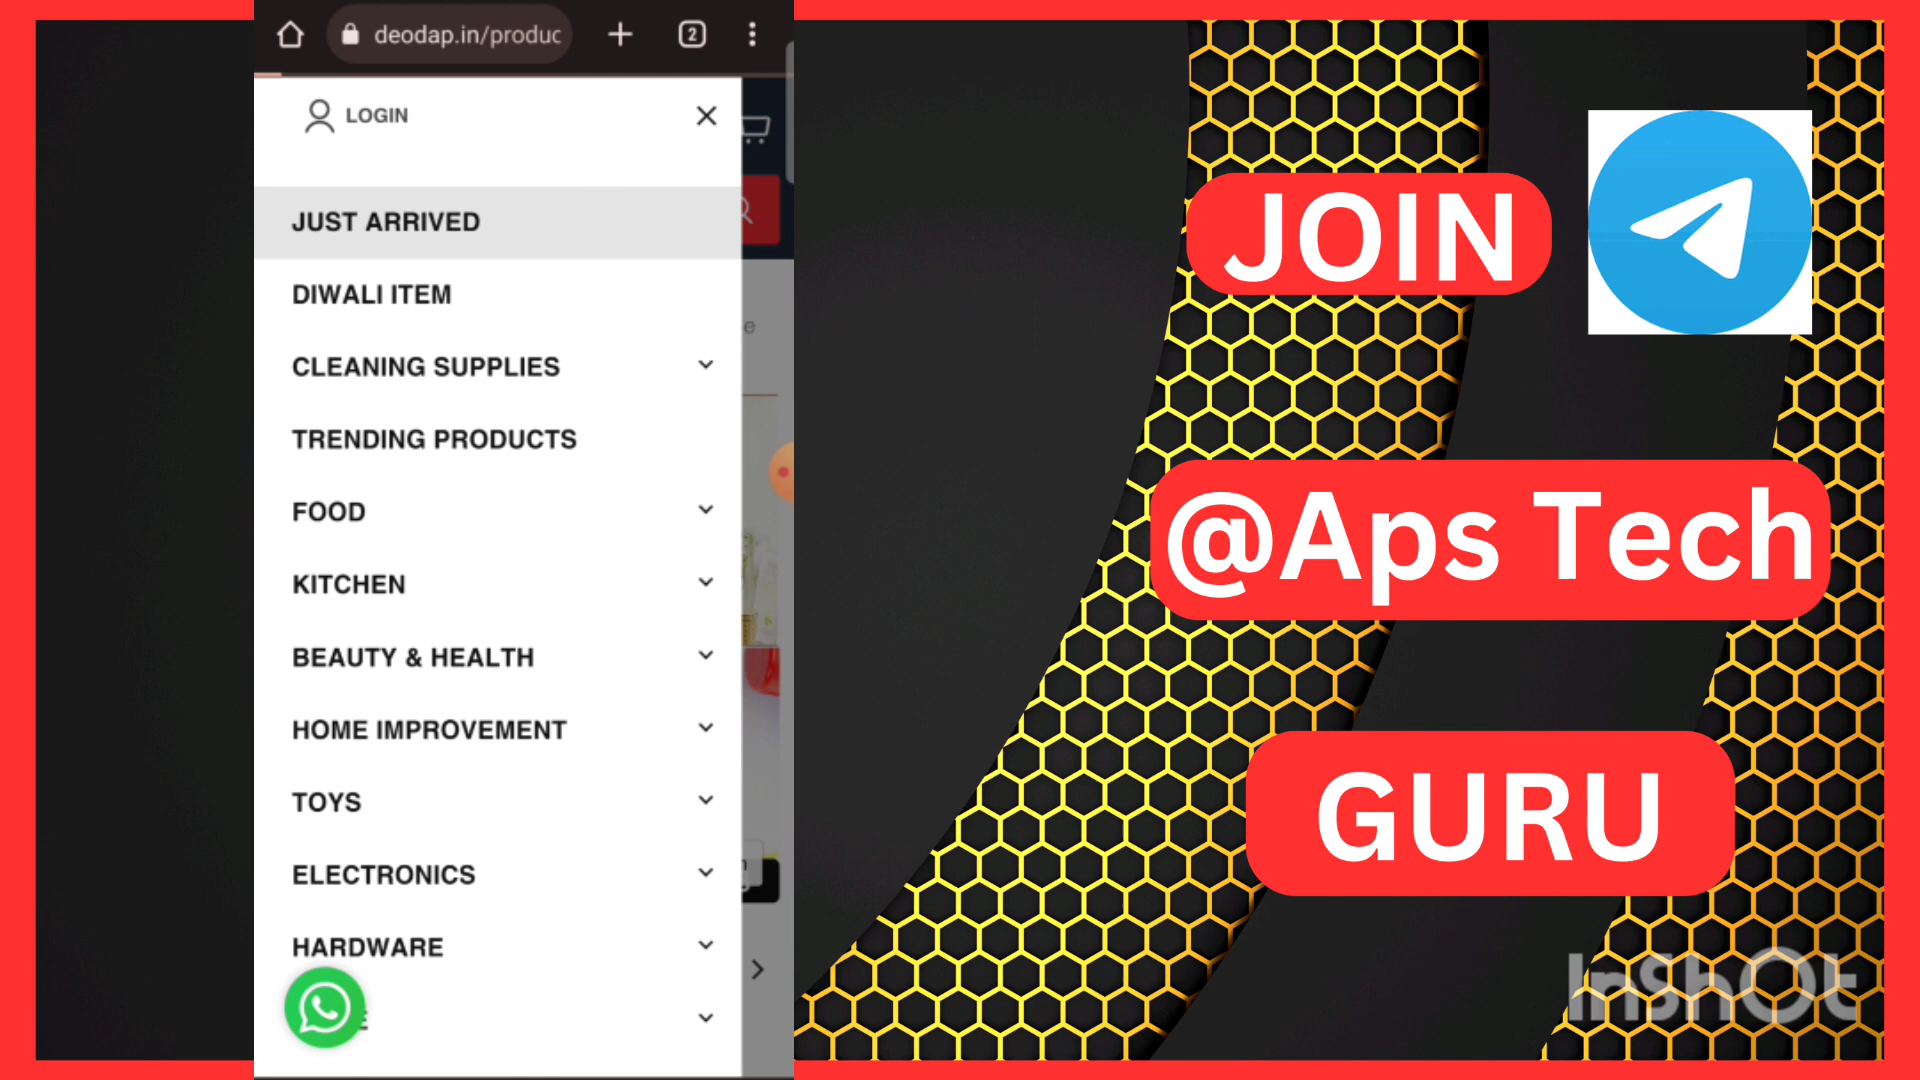 deodap.in/produc
2
LOGIN
JUST ARRIVED
DIWALI ITEM
CLEANING SUPPLIES
TRENDING PRODUCTS
FOOD
KITCHEN
BEAUTY & HEALTH
HOME IMPROVEMENT
TOYS
ELECTRONICS
HARDWARE
JOIN
@Aps Tech
GURU
InShOt